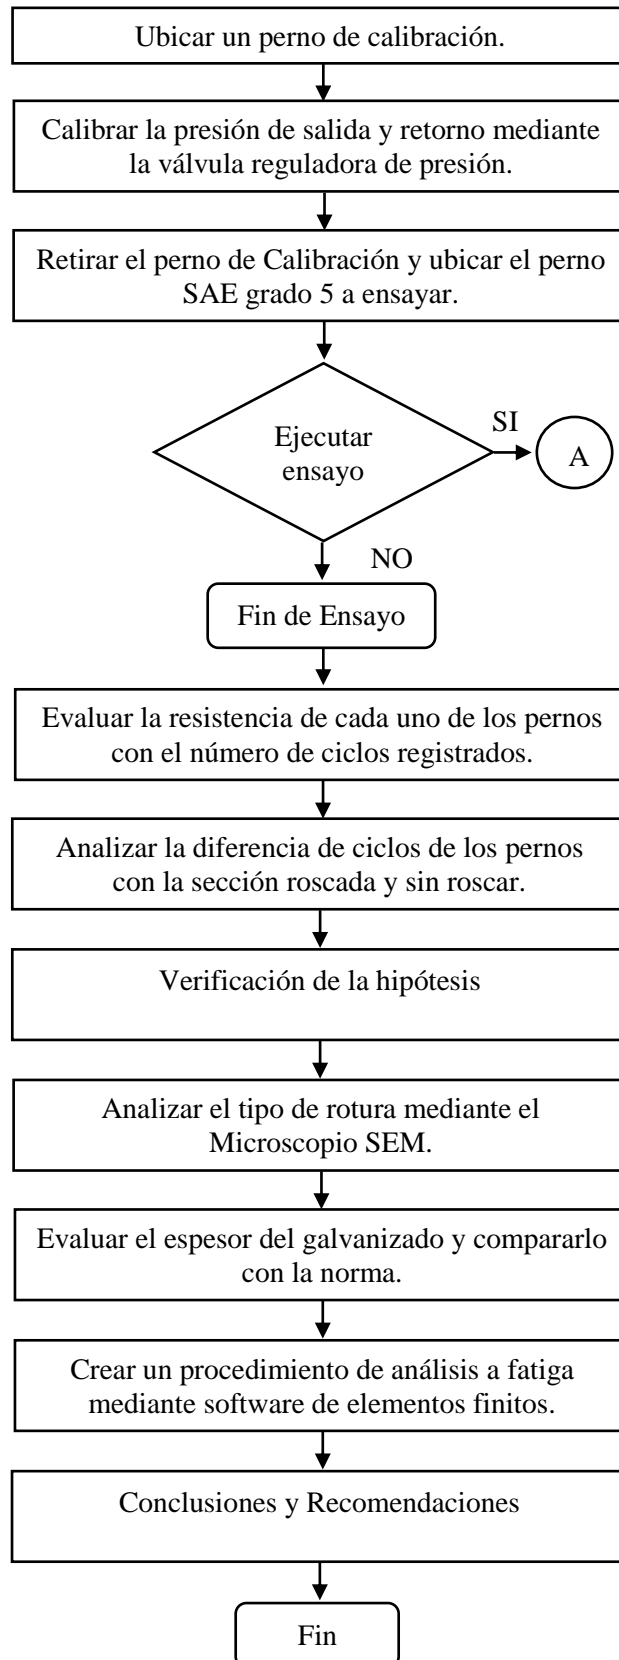 Ubicar un perno de calibración.
Calibrar la presión de salida y retorno mediante
la válvula reguladora de presión.
Retirar el perno de Calibración y ubicar el perno
SAE grado 5 a ensayar.
SI
Ejecutar
ensayo
A
NO
Fin de Ensayo
Evaluar la resistencia de cada uno de los pernos
con el número de ciclos registrados.
Analizar la diferencia de ciclos de los pernos
con la sección roscada y sin roscar.
Verificación de la hipótesis
Analizar el tipo de rotura mediante el
Microscopio SEM.
Evaluar el espesor del galvanizado y compararlo
con la norma.
Crear un procedimiento de análisis a fatiga
mediante software de elementos finitos.
Conclusiones y Recomendaciones
Fin